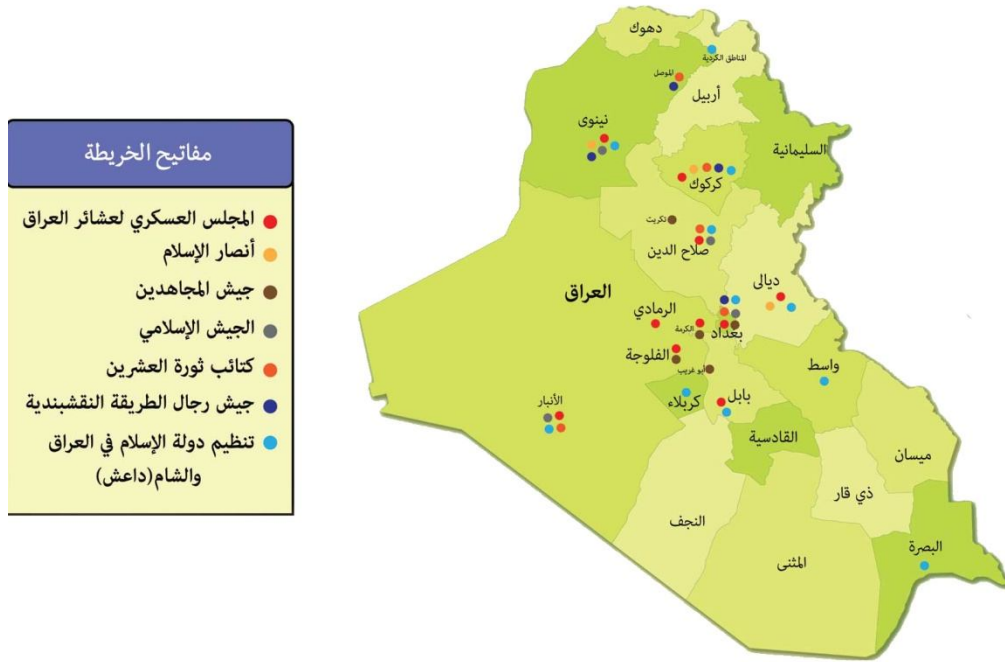 مفاتيح الخريطة
المجلس العسكري لعشائر العراق
أنصار الإسلام
جيش المجاهدين
الجيش الإسلامي
كتائب ثورة العشرين
جيش رجال الطريقة النقشبندية
تنظيم دولة الإسلام في العراق
والشام(داعش)
دهوك
المناطق الكردية
الموصل
أربيل
نينوى
السليمانية
كركوك
تكريت
صلاح الدين
ديالى
العراق
الرمادي
الكرمة
بغداد
الفلوجة
أبو غريب
واسط
الأنبار
كربلاء
بابل
القادسية
ميسان
ذي قار
النجف
المثنى
البصرة